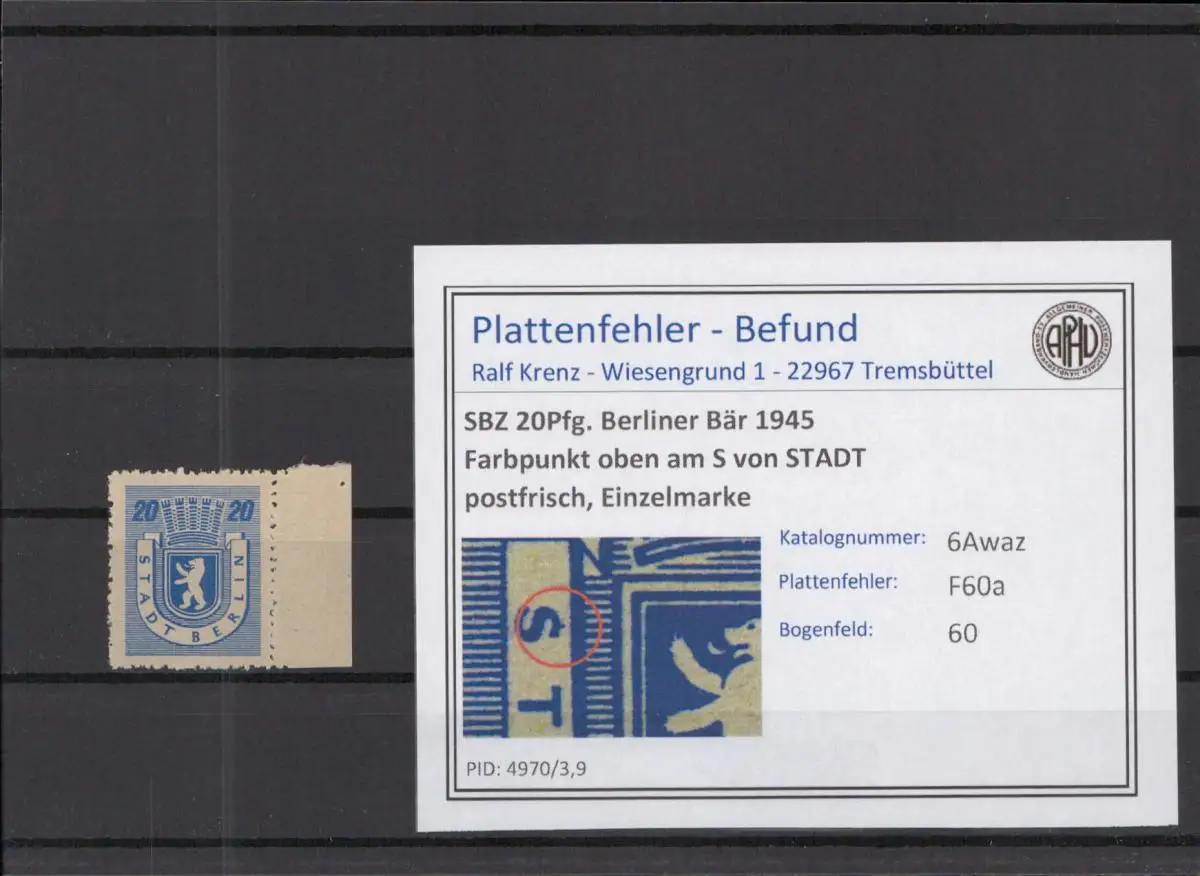 20 20
STADT BERLIN
Plattenfehler - Befund
Ralf Krenz - Wiesengrund 1 - 22967 Tremsbüttel
APHV
SBZ 20Pfg. Berliner Bär 1945
Farbpunkt oben am S von STADT
postfrisch, Einzelmarke
S T
Katalognummer: 6Awaz
Plattenfehler: F60a
Bogenfeld: 60
PID: 4970/3,9